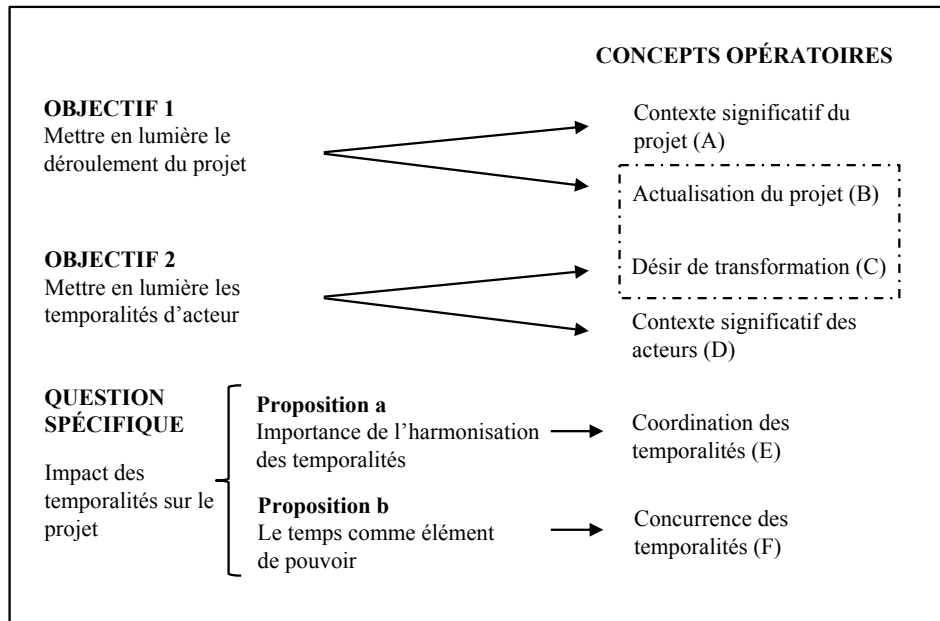 CONCEPTS OPÉRATOIRES
OBJECTIF 1
Mettre en lumière le
déroulement du projet
Contexte significatif du
projet (A)
Actualisation du projet (B)
OBJECTIF 2
Mettre en lumière les
temporalités d’acteur
Désir de transformation (C)
Contexte significatif des
acteurs (D)
QUESTION
SPÉCIFIQUE
Impact des
temporalités sur le
projet
Proposition a
Importance de l’harmonisation
des temporalités
Coordination des
temporalités (E)
Proposition b
Le temps comme élément
de pouvoir
Concurrence des
temporalités (F)